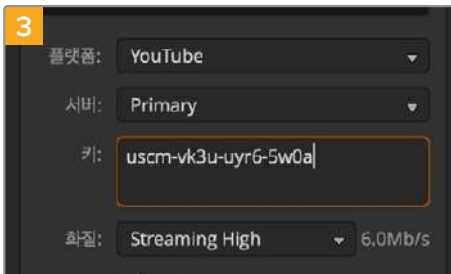 3
플랫폼: YouTube
서버: Primary
키: uscm-vk3u-uyr6-5w0a
화질: Streaming High 6.0Mb/s